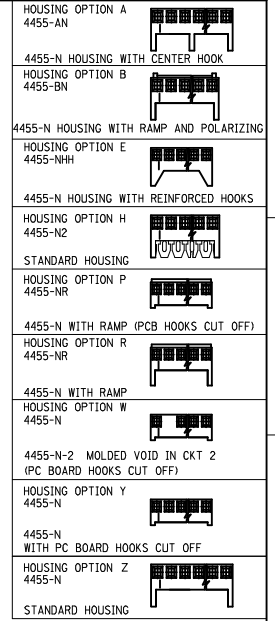 HOUSING OPTION A
4455-AN
4455-N HOUSING WITH CENTER HOOK
HOUSING OPTION B
4455-BN
4455-N HOUSING WITH RAMP AND POLARIZING
HOUSING OPTION E
4455-NHH
4455-N HOUSING WITH REINFORCED HOOKS
HOUSING OPTION H
4455-N2
STANDARD HOUSING
HOUSING OPTION P
4455-NR
4455-N WITH RAMP (PCB HOOKS CUT OFF)
HOUSING OPTION R
4455-NR
4455-N WITH RAMP
HOUSING OPTION W
4455-N
4455-N-2 MOLDED VOID IN CKT 2
(PC BOARD HOOKS CUT OFF)
HOUSING OPTION Y
4455-N
4455-N
WITH PC BOARD HOOKS CUT OFF
HOUSING OPTION Z
4455-N
STANDARD HOUSING